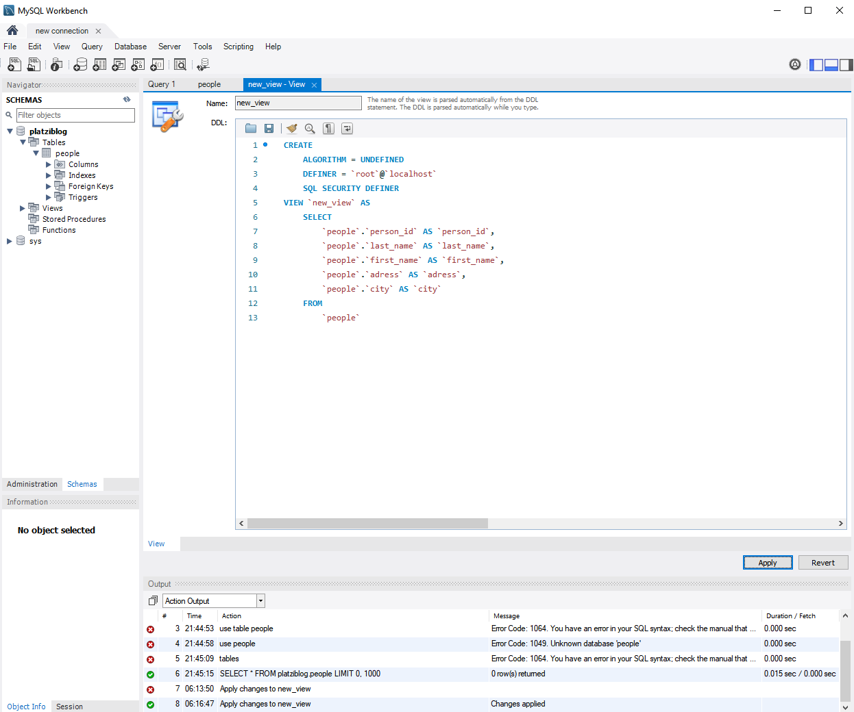 MySQL Workbench
new connection
File Edit View Query Database Server Tools Scripting Help
Navigator
SCHEMAS
Filter objects
platziblog
Tables
people
Columns
Indexes
Foreign Keys
Triggers
Views
Stored Procedures
Functions
sys
Administration Schemas
Information
No object selected
Object Info Session
Query 1 people new_view - View
Name: new_view
The name of the view is parsed automatically from the DDL
statement. The DDL is parsed automatically while you type.
DDL:
1 CREATE
2 ALGORITHM = UNDEFINED
3 DEFINER = `root`@`localhost`
4 SQL SECURITY DEFINER
5 VIEW `new_view` AS
6 SELECT
7 `people`.`person_id` AS `person_id`,
8 `people`.`last_name` AS `last_name`,
9 `people`.`first_name` AS `first_name`,
10 `people`.`adress` AS `adress`,
11 `people`.`city` AS `city`
12 FROM
13 `people`
View
Apply Revert
Output
Action Output
# Time Action Message Duration / Fetch
3 21:44:53 use table people Error Code: 1064. You have an error in your SQL syntax; check the manual that ... 0.000 sec
4 21:44:58 use people Error Code: 1049. Unknown database 'people' 0.000 sec
5 21:45:09 tables Error Code: 1064. You have an error in your SQL syntax; check the manual that ... 0.000 sec
6 21:45:15 SELECT * FROM platziblog.people LIMIT 0, 1000 0 row(s) returned 0.015 sec / 0.000 sec
7 06:13:50 Apply changes to new_view
8 06:16:47 Apply changes to new_view Changes applied